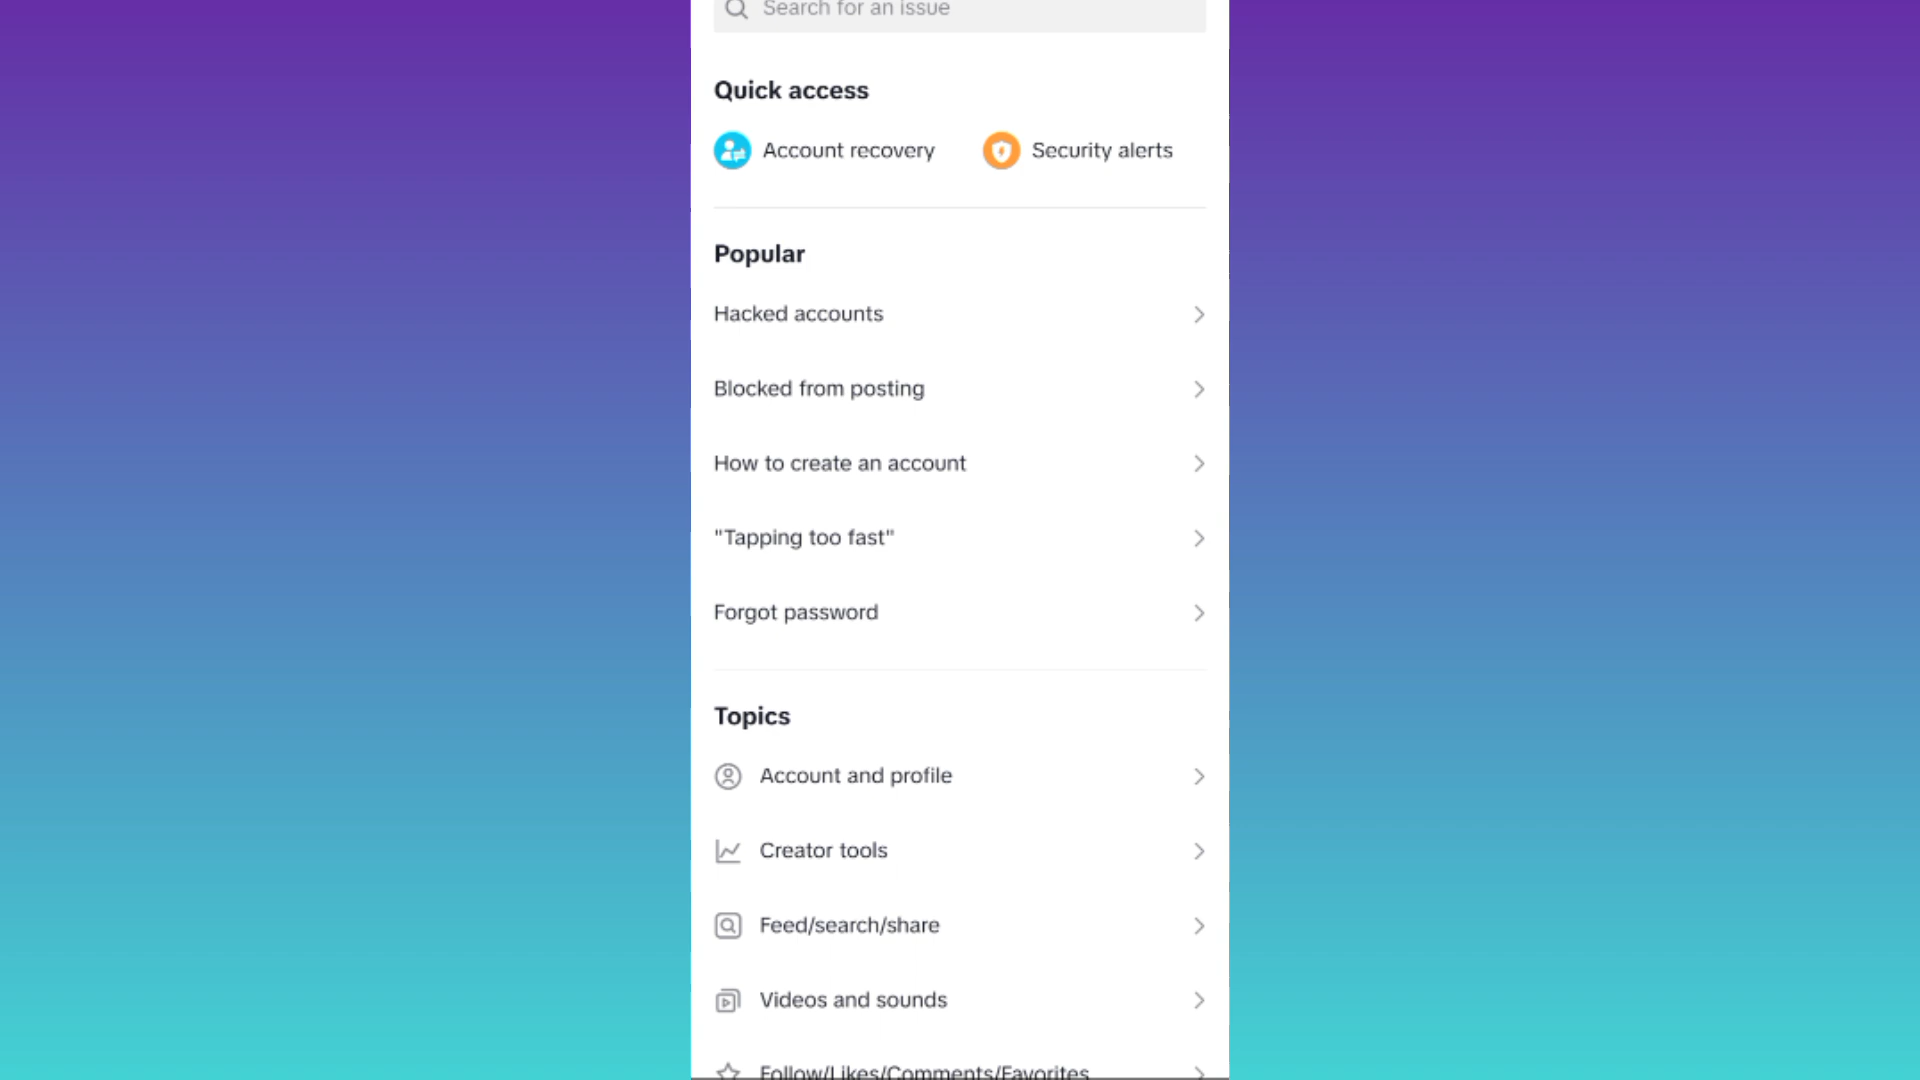 Search for an issue
Quick access
Account recovery
Security alerts
Popular
Hacked accounts
Blocked from posting
How to create an account
"Tapping too fast"
Forgot password
Topics
Account and profile
Creator tools
Feed/search/share
Videos and sounds
Follow/Likes/Comments/Favorites